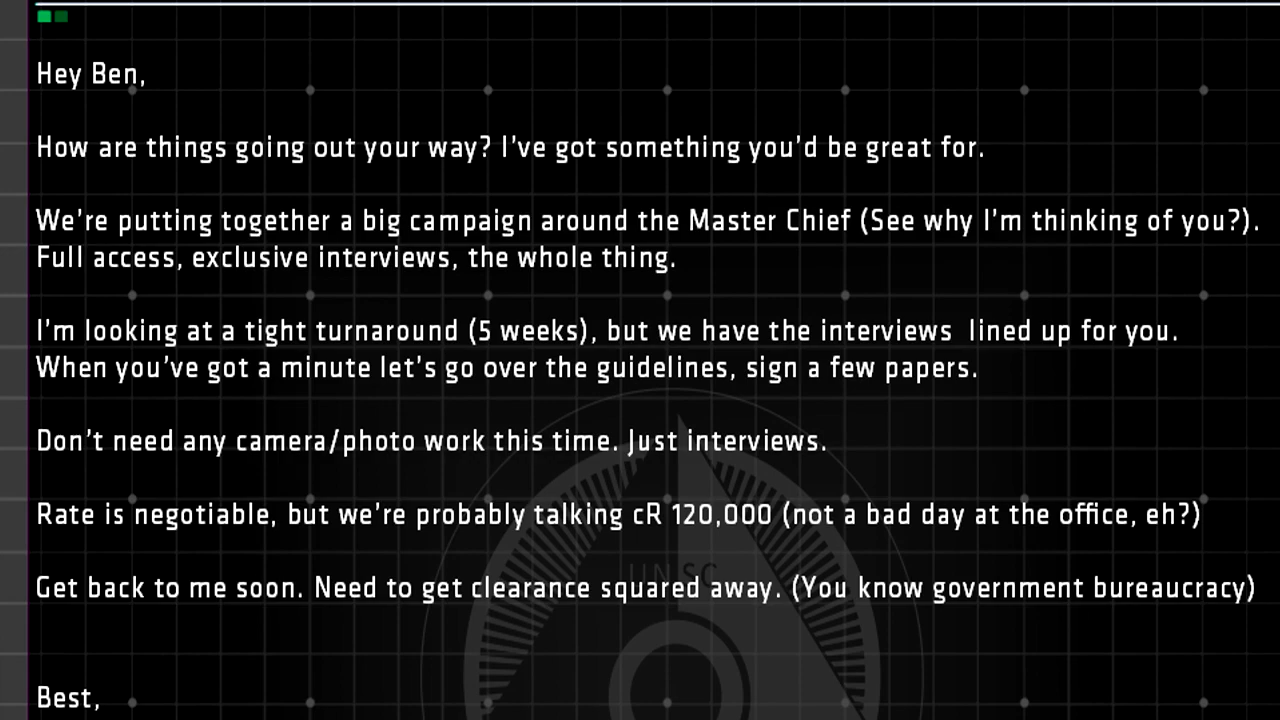 Hey Ben,
How are things going out your way? I've got something you'd be great for.
We're putting together a big campaign around the Master Chief (See why I'm thinking of you?).
Full access, exclusive interviews, the whole thing.
I'm looking at a tight turnaround (5 weeks), but we have the interviews  lined up for you.
When you've got a minute let's go over the guidelines, sign a few papers.
Don't need any camera/photo work this time. Just interviews.
Rate is negotiable, but we're probably talking cR 120,000 (not a bad day at the office, eh?)
UNSC
Get back to me soon. Need to get clearance squared away. (You know government bureaucracy)
Best,